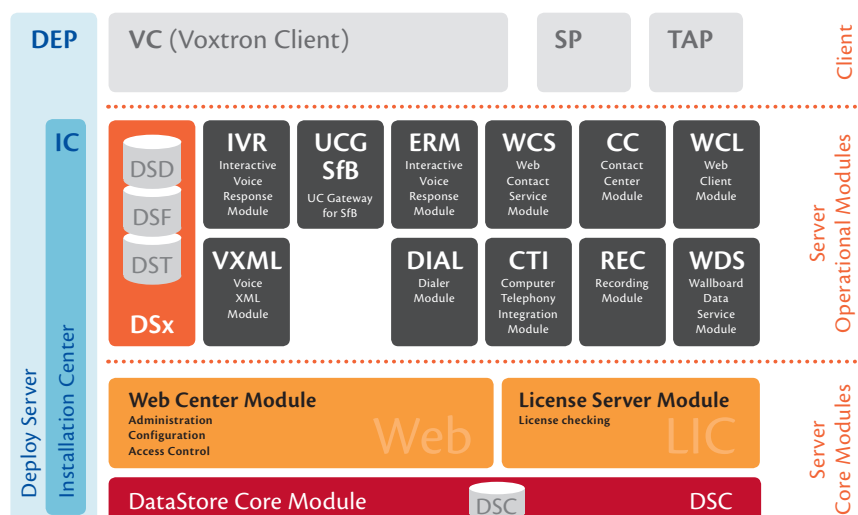 DEP
VC (Voxtron Client)
SP
TAP
Client
IC
DSD
DSF
DST
DSx
IVR
Interactive
Voice
Response
Module
UCG
SfB
UC Gateway
for SfB
ERM
Interactive
Voice
Response
Module
WCS
Web
Contact
Service
Module
CC
Contact
Center
Module
WCL
Web
Client
Module
VXML
Voice
XML
Module
DIAL
Dialer
Module
CTI
Computer
Telephony
Integration
Module
REC
Recording
Module
WDS
Wallboard
Data
Service
Module
Server
Operational Modules
Deploy Server
Installation Center
Web Center Module
Administration
Configuration
Access Control
Web
License Server Module
License checking
LIC
DataStore Core Module
DSC
DSC
Server
Core Modules